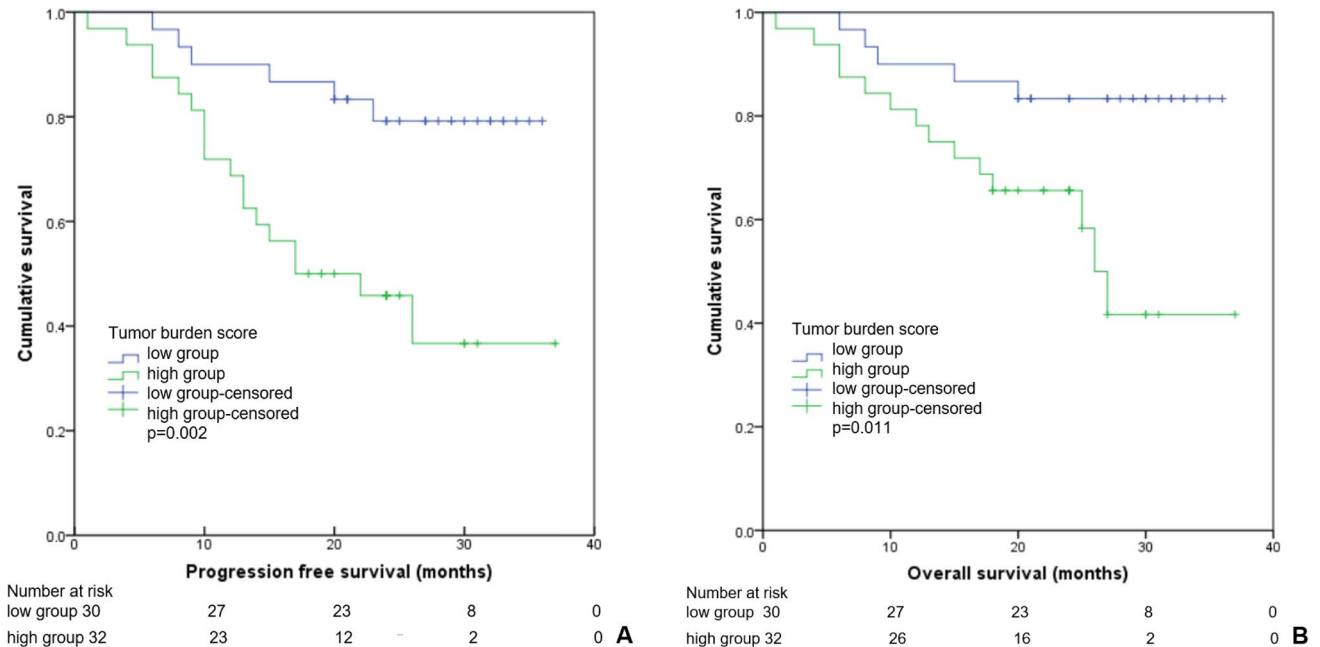 1.0
0.8
0.6
0.4
0.2
0.0
Cumulative survival
Tumor burden score
low group
high group
low group-censored
high group-censored
p=0.002
0 10 20 30 40
Progression free survival (months)
Number at risk
low group 30 27 23 8 0
high group 32 23 12 2 0
A
1.0
0.8
0.6
0.4
0.2
0.0
Cumulative survival
Tumor burden score
low group
high group
low group-censored
high group-censored
p=0.011
0 10 20 30 40
Overall survival (months)
Number at risk
low group 30 27 23 8 0
high group 32 26 16 2 0
B